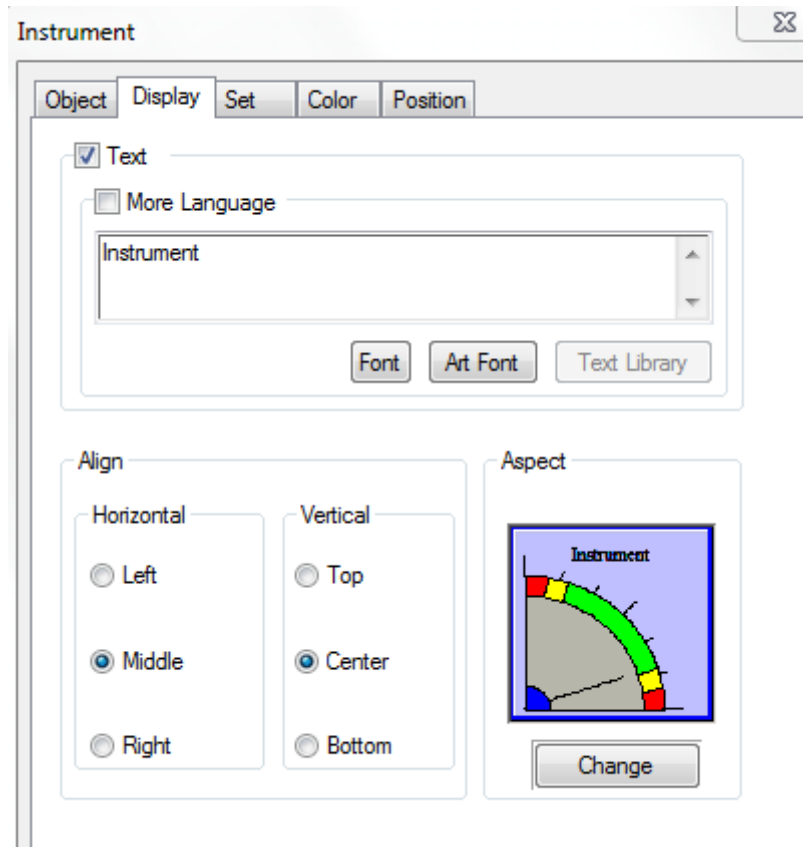 Instrument
Object Display Set Color Position
Text
More Language
Instrument
Font Art Font Text Library
Align
Aspect
Horizontal
Vertical
Left
Top
Middle
Center
Right
Bottom
Instrument
Change